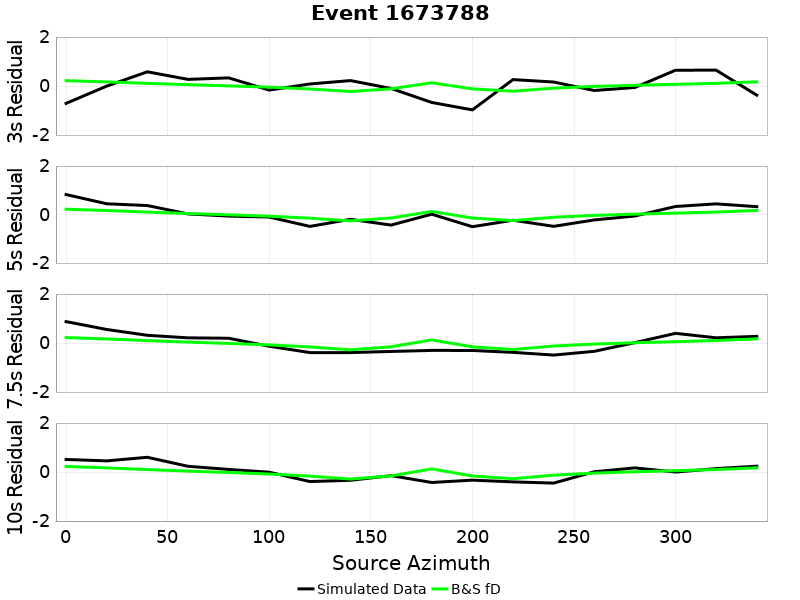 Event 1673788
3s Residual
2
0
-2
5s Residual
2
0
-2
7.5s Residual
2
0
-2
10s Residual
2
0
-2
0 50 100 150 200 250 300
Source Azimuth
Simulated Data B&S fD